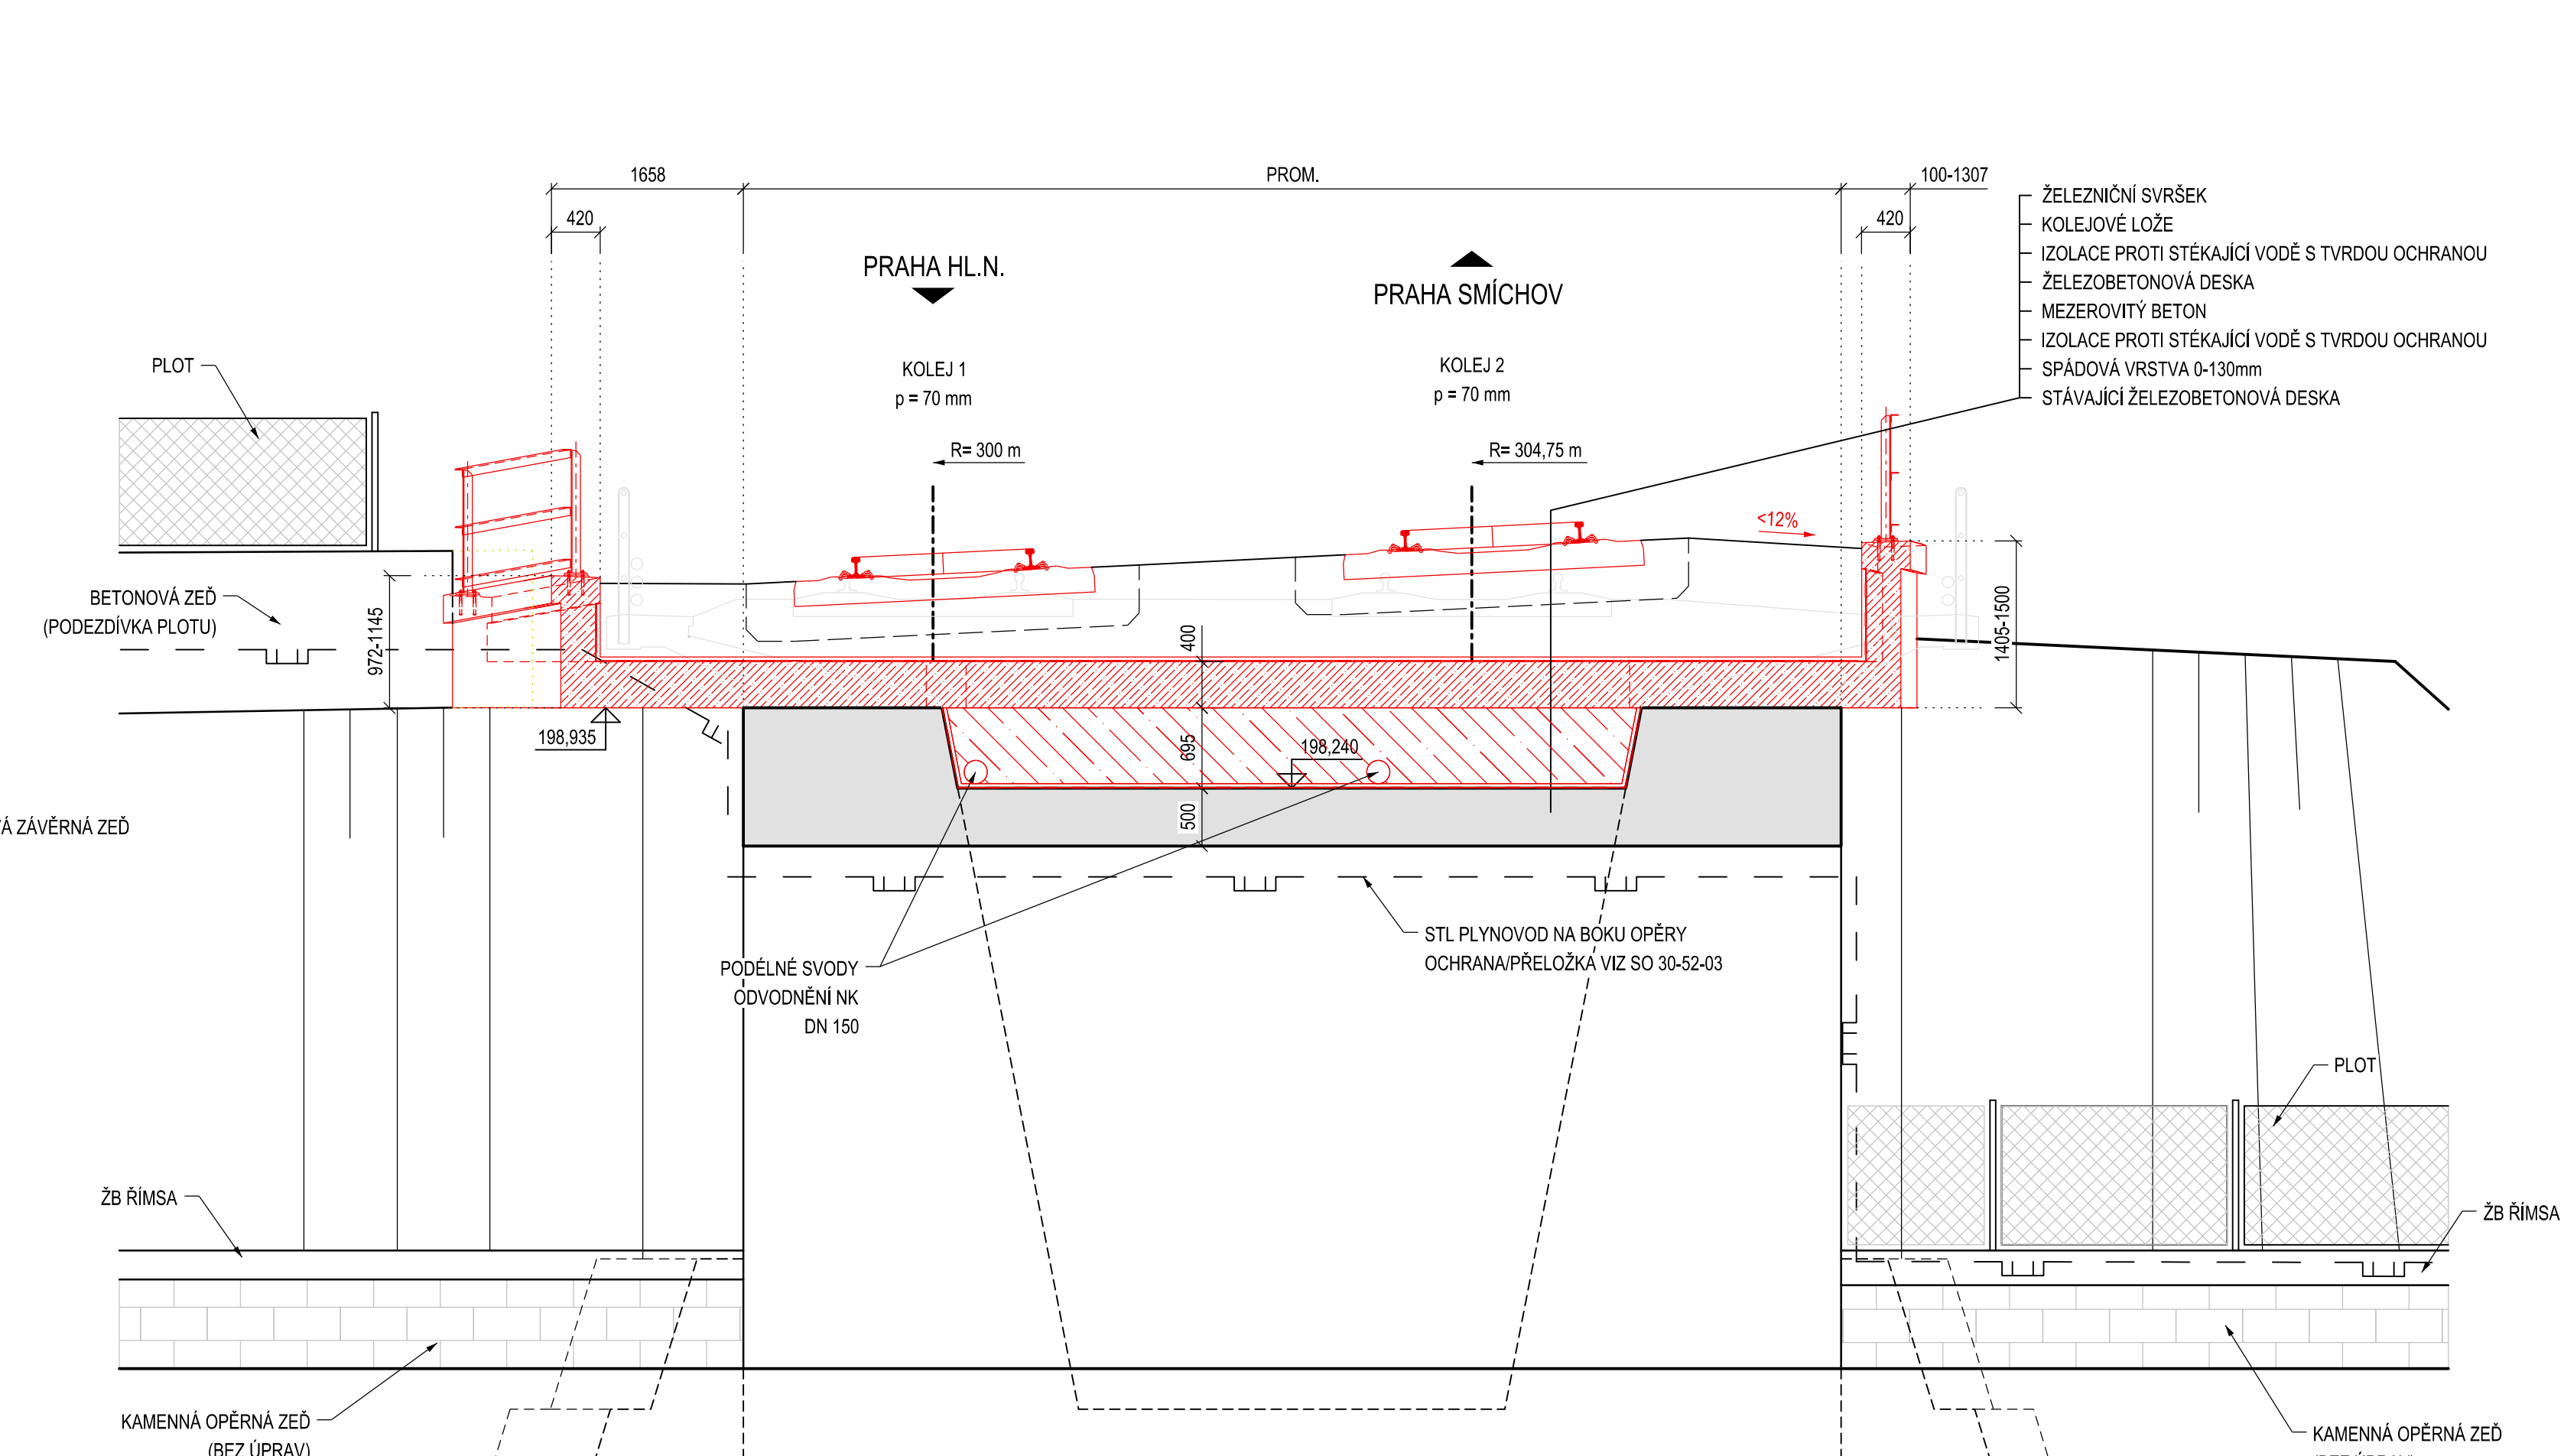 1658
PROM.
100-1307
420
420
ŽELEZNIČNÍ SVRŠEK
KOLEJOVÉ LOŽE
IZOLACE PROTI STÉKAJÍCÍ VODĚ S TVRDOU OCHRANOU
ŽELEZOBETONOVÁ DESKA
MEZEROVITÝ BETON
IZOLACE PROTI STÉKAJÍCÍ VODĚ S TVRDOU OCHRANOU
SPÁDOVÁ VRSTVA 0-130mm
STÁVAJÍCÍ ŽELEZOBETONOVÁ DESKA
PRAHA HL.N.
PRAHA SMÍCHOV
PLOT
KOLEJ 1
p = 70 mm
KOLEJ 2
p = 70 mm
R= 300 m
R= 304,75 m
<12%
BETONOVÁ ZEĎ
(PODEZDÍVKA PLOTU)
972-1145
400
1405-1500
198,935
695
198,240
500
Á ZÁVĚRNÁ ZEĎ
STL PLYNOVOD NA BOKU OPĚRY
OCHRANA/PŘELOŽKA VIZ SO 30-52-03
PODÉLNÉ SVODY
ODVODNĚNÍ NK
DN 150
PLOT
ŽB ŘÍMSA
ŽB ŘÍMSA
KAMENNÁ OPĚRNÁ ZEĎ
(BEZ ÚPRAV)
KAMENNÁ OPĚRNÁ ZEĎ